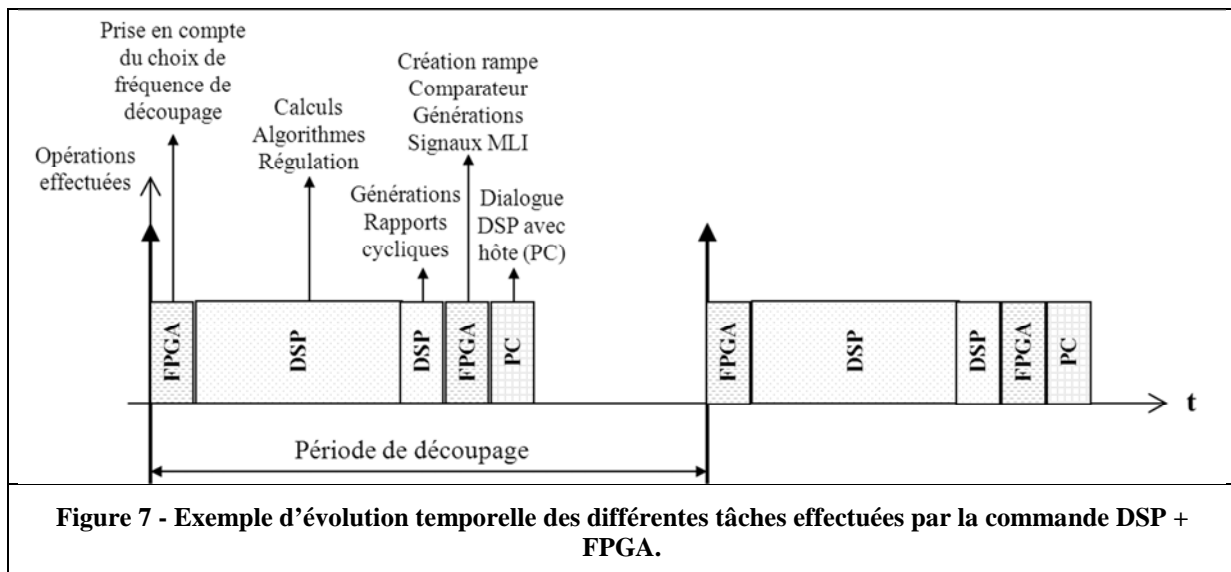 Prise en compte
du choix de
fréquence de
découpage
Opérations
effectuées
Calculs
Algorithmes
Régulation
Générations
Rapports
cycliques
Création rampe
Comparateur
Générations
Signaux MLI
Dialogue
DSP avec
hôte (PC)
FPGA
DSP
DSP
FPGA
PC
FPGA
DSP
DSP
FPGA
PC
t
Période de découpage
Figure 7 - Exemple d’évolution temporelle des différentes tâches effectuées par la commande DSP +
FPGA.